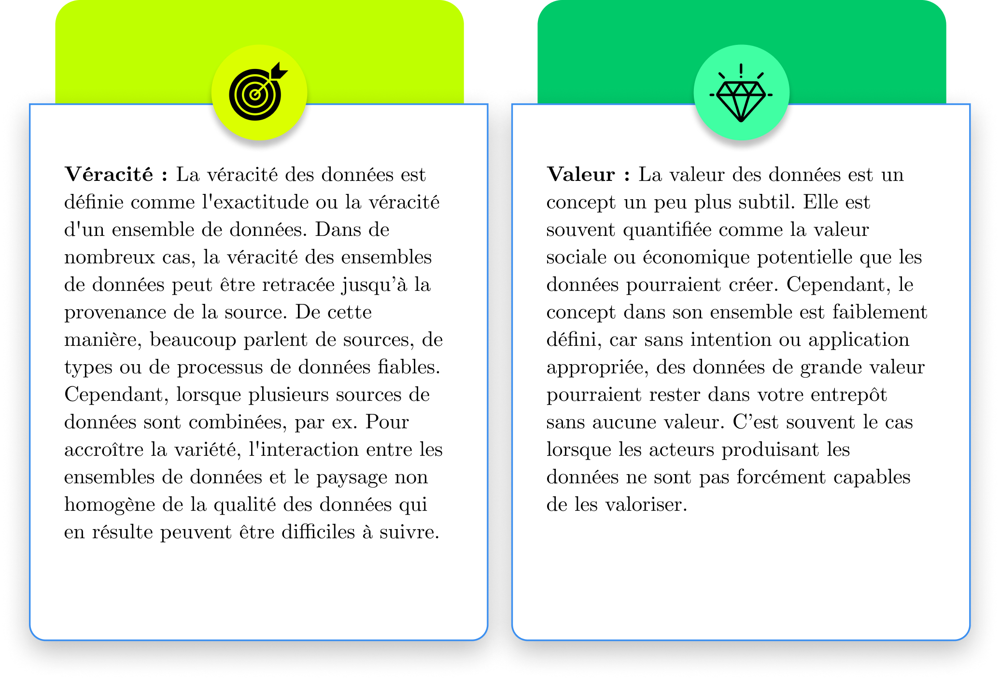 Véracité : La véracité des données est
définie comme l'exactitude ou la véracité
d'un ensemble de données. Dans de
nombreux cas, la véracité des ensembles
de données peut être retracée jusqu’à la
provenance de la source. De cette
manière, beaucoup parlent de sources, de
types ou de processus de données fiables.
Cependant, lorsque plusieurs sources de
données sont combinées, par ex. Pour
accroître la variété, l'interaction entre les
ensembles de données et le paysage non
homogène de la qualité des données qui
en résulte peuvent être difficiles à suivre.
Valeur : La valeur des données est un
concept un peu plus subtil. Elle est
souvent quantifiée comme la valeur
sociale ou économique potentielle que les
données pourraient créer. Cependant, le
concept dans son ensemble est faiblement
défini, car sans intention ou application
appropriée, des données de grande valeur
pourraient rester dans votre entrepôt
sans aucune valeur. C’est souvent le cas
lorsque les acteurs produisant les
données ne sont pas forcément capables
de les valoriser.